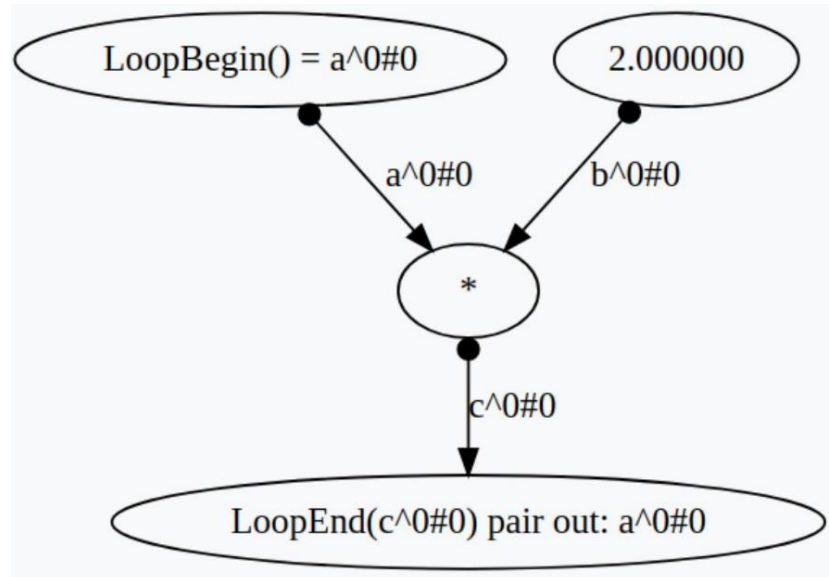 LoopBegin() = a^0#0
2.000000
a^0#0
b^0#0
*
c^0#0
LoopEnd(c^0#0) pair out: a^0#0